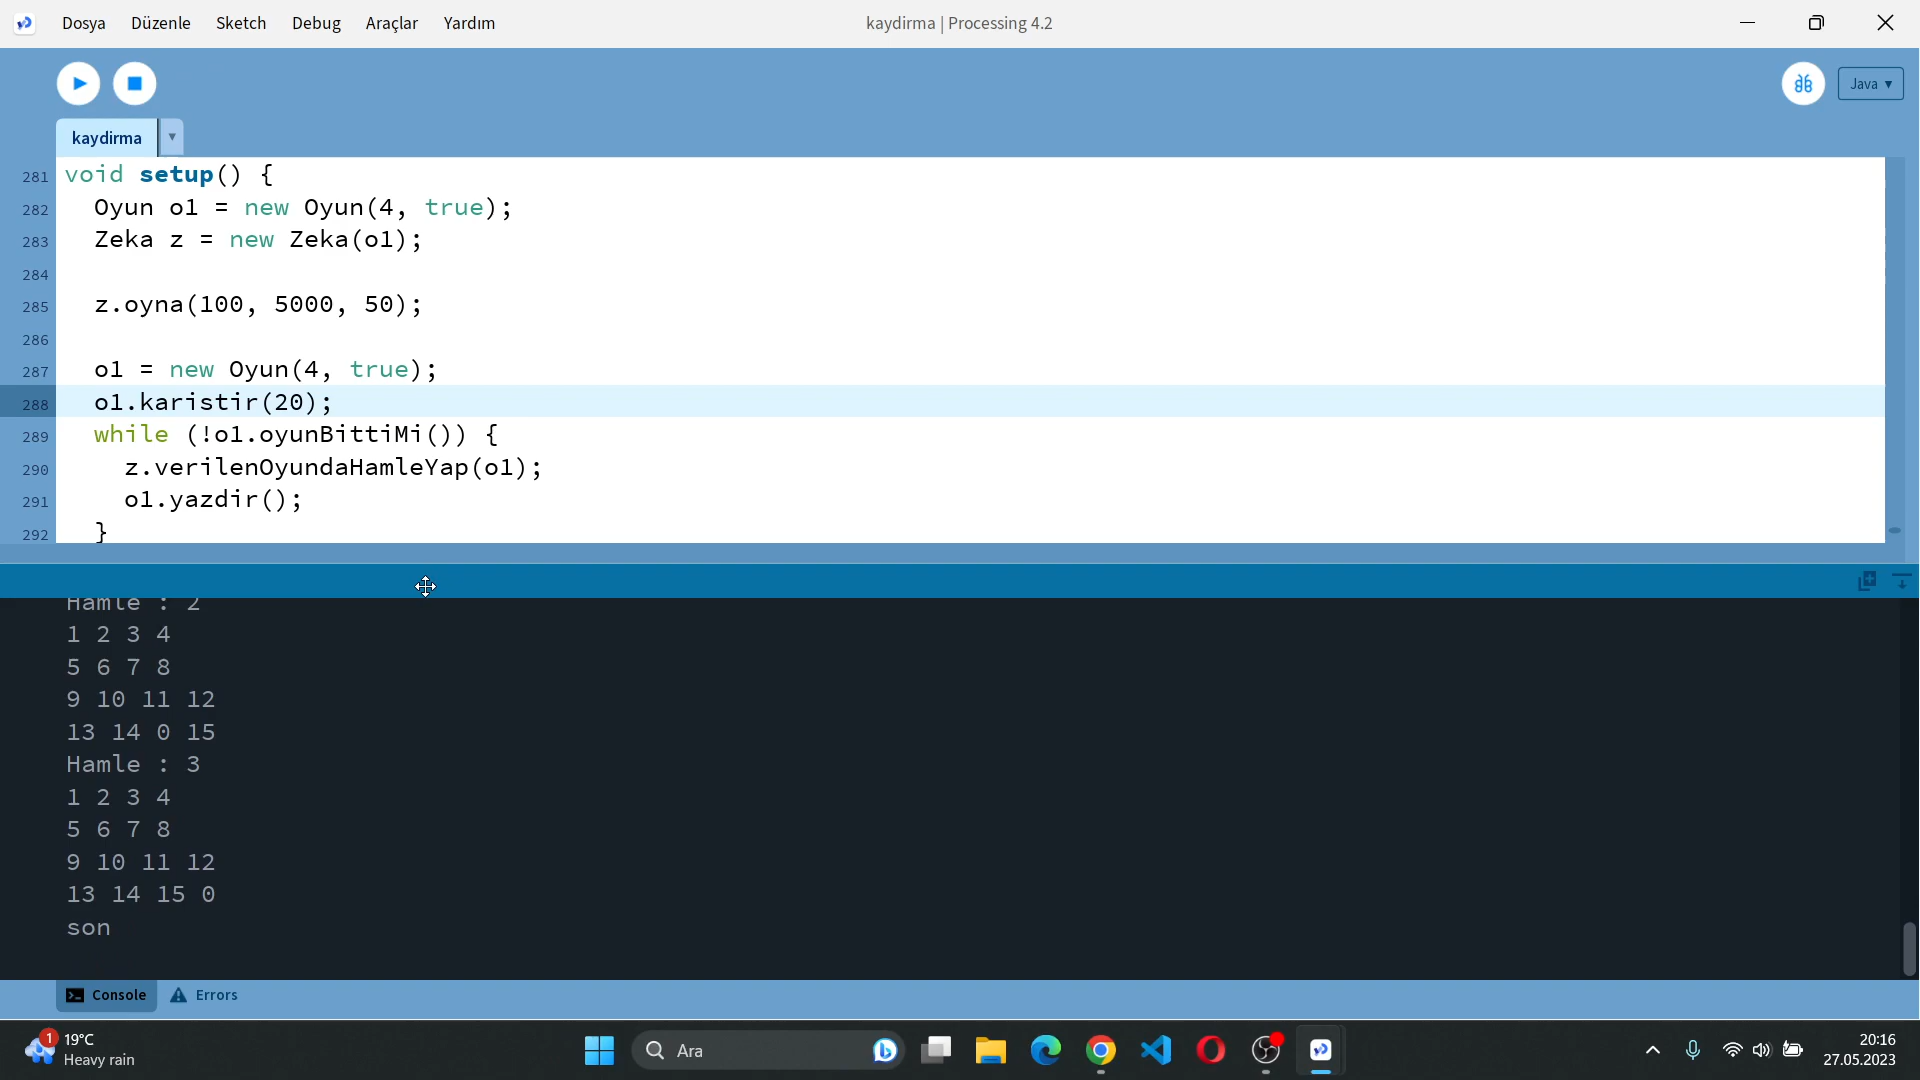 Dosya Düzenle Sketch Debug Araçlar Yardım
kaydirma | Processing 4.2
Java ▾
kaydirma
281 void setup() {
282 Oyun o1 = new Oyun(4, true);
283 Zeka z = new Zeka(o1);
284
285 z.oyna(100, 5000, 50);
286
287 o1 = new Oyun(4, true);
288 o1.karistir(20);
289 while (!o1.oyunBittiMi()) {
290 z.verilenOyundaHamleYap(o1);
291 o1.yazdir();
292 }
Hamle : 2
1 2 3 4
5 6 7 8
9 10 11 12
13 14 0 15
Hamle : 3
1 2 3 4
5 6 7 8
9 10 11 12
13 14 15 0
son
Console Errors
1
19°C
Heavy rain
Ara
20:16
27.05.2023